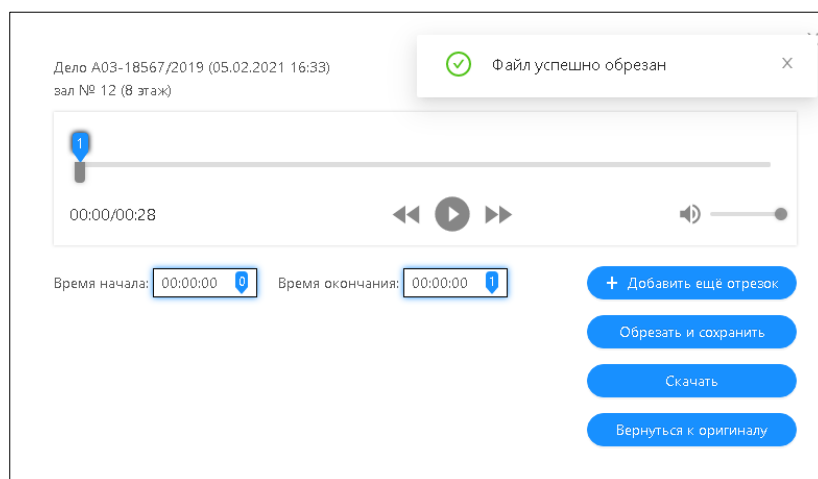 Файл успешно обрезан
Дело А03-18567/2019 (05.02.2021 16:33)
зал № 12 (8 этаж)
1
00:00/00:28
Время начала: 00:00:00 0 Время окончания: 00:00:00 1
+ Добавить ещё отрезок
Обрезать и сохранить
Скачать
Вернуться к оригиналу